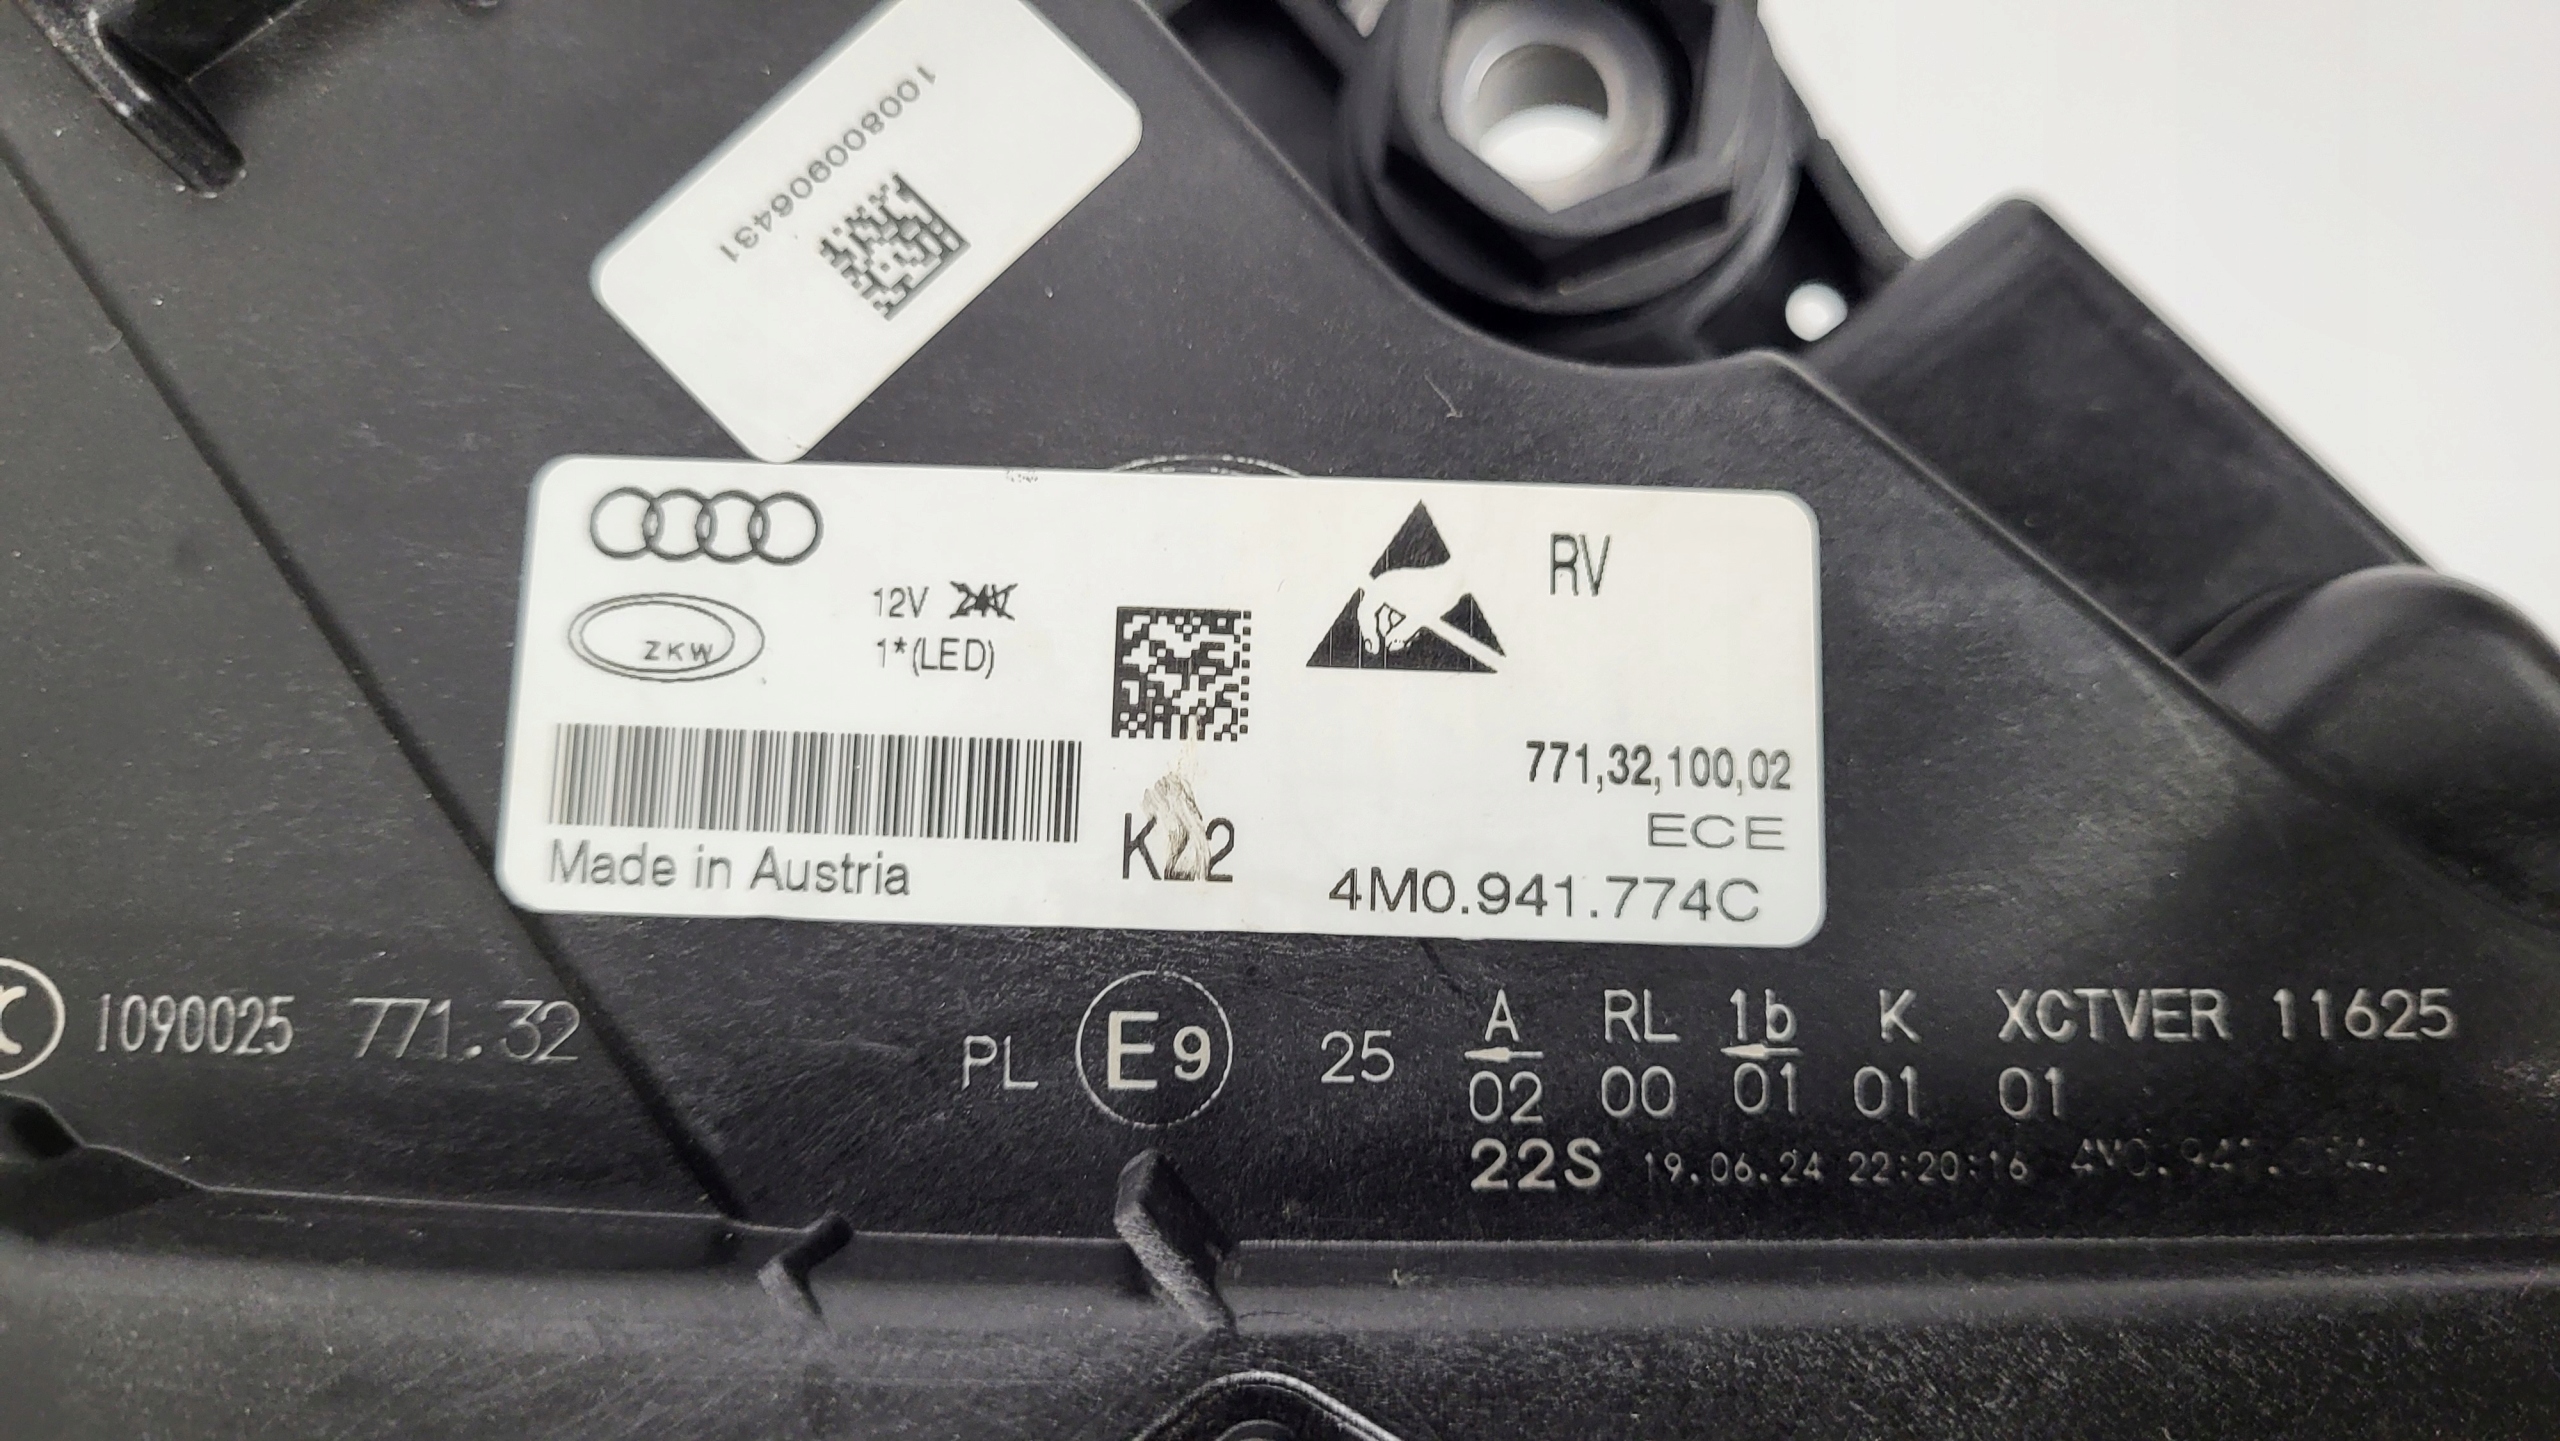 10080090906431
RV
12V 24V
ZKW
1*(LED)
771,32,100,02
ECE
Made in Austria
K22
4M0.941.774C
1090025 771.32
PL E9 25
A RL 1b K XCTVER 11625
02 00 01 01 01
22S 19.06.24 22:20:16